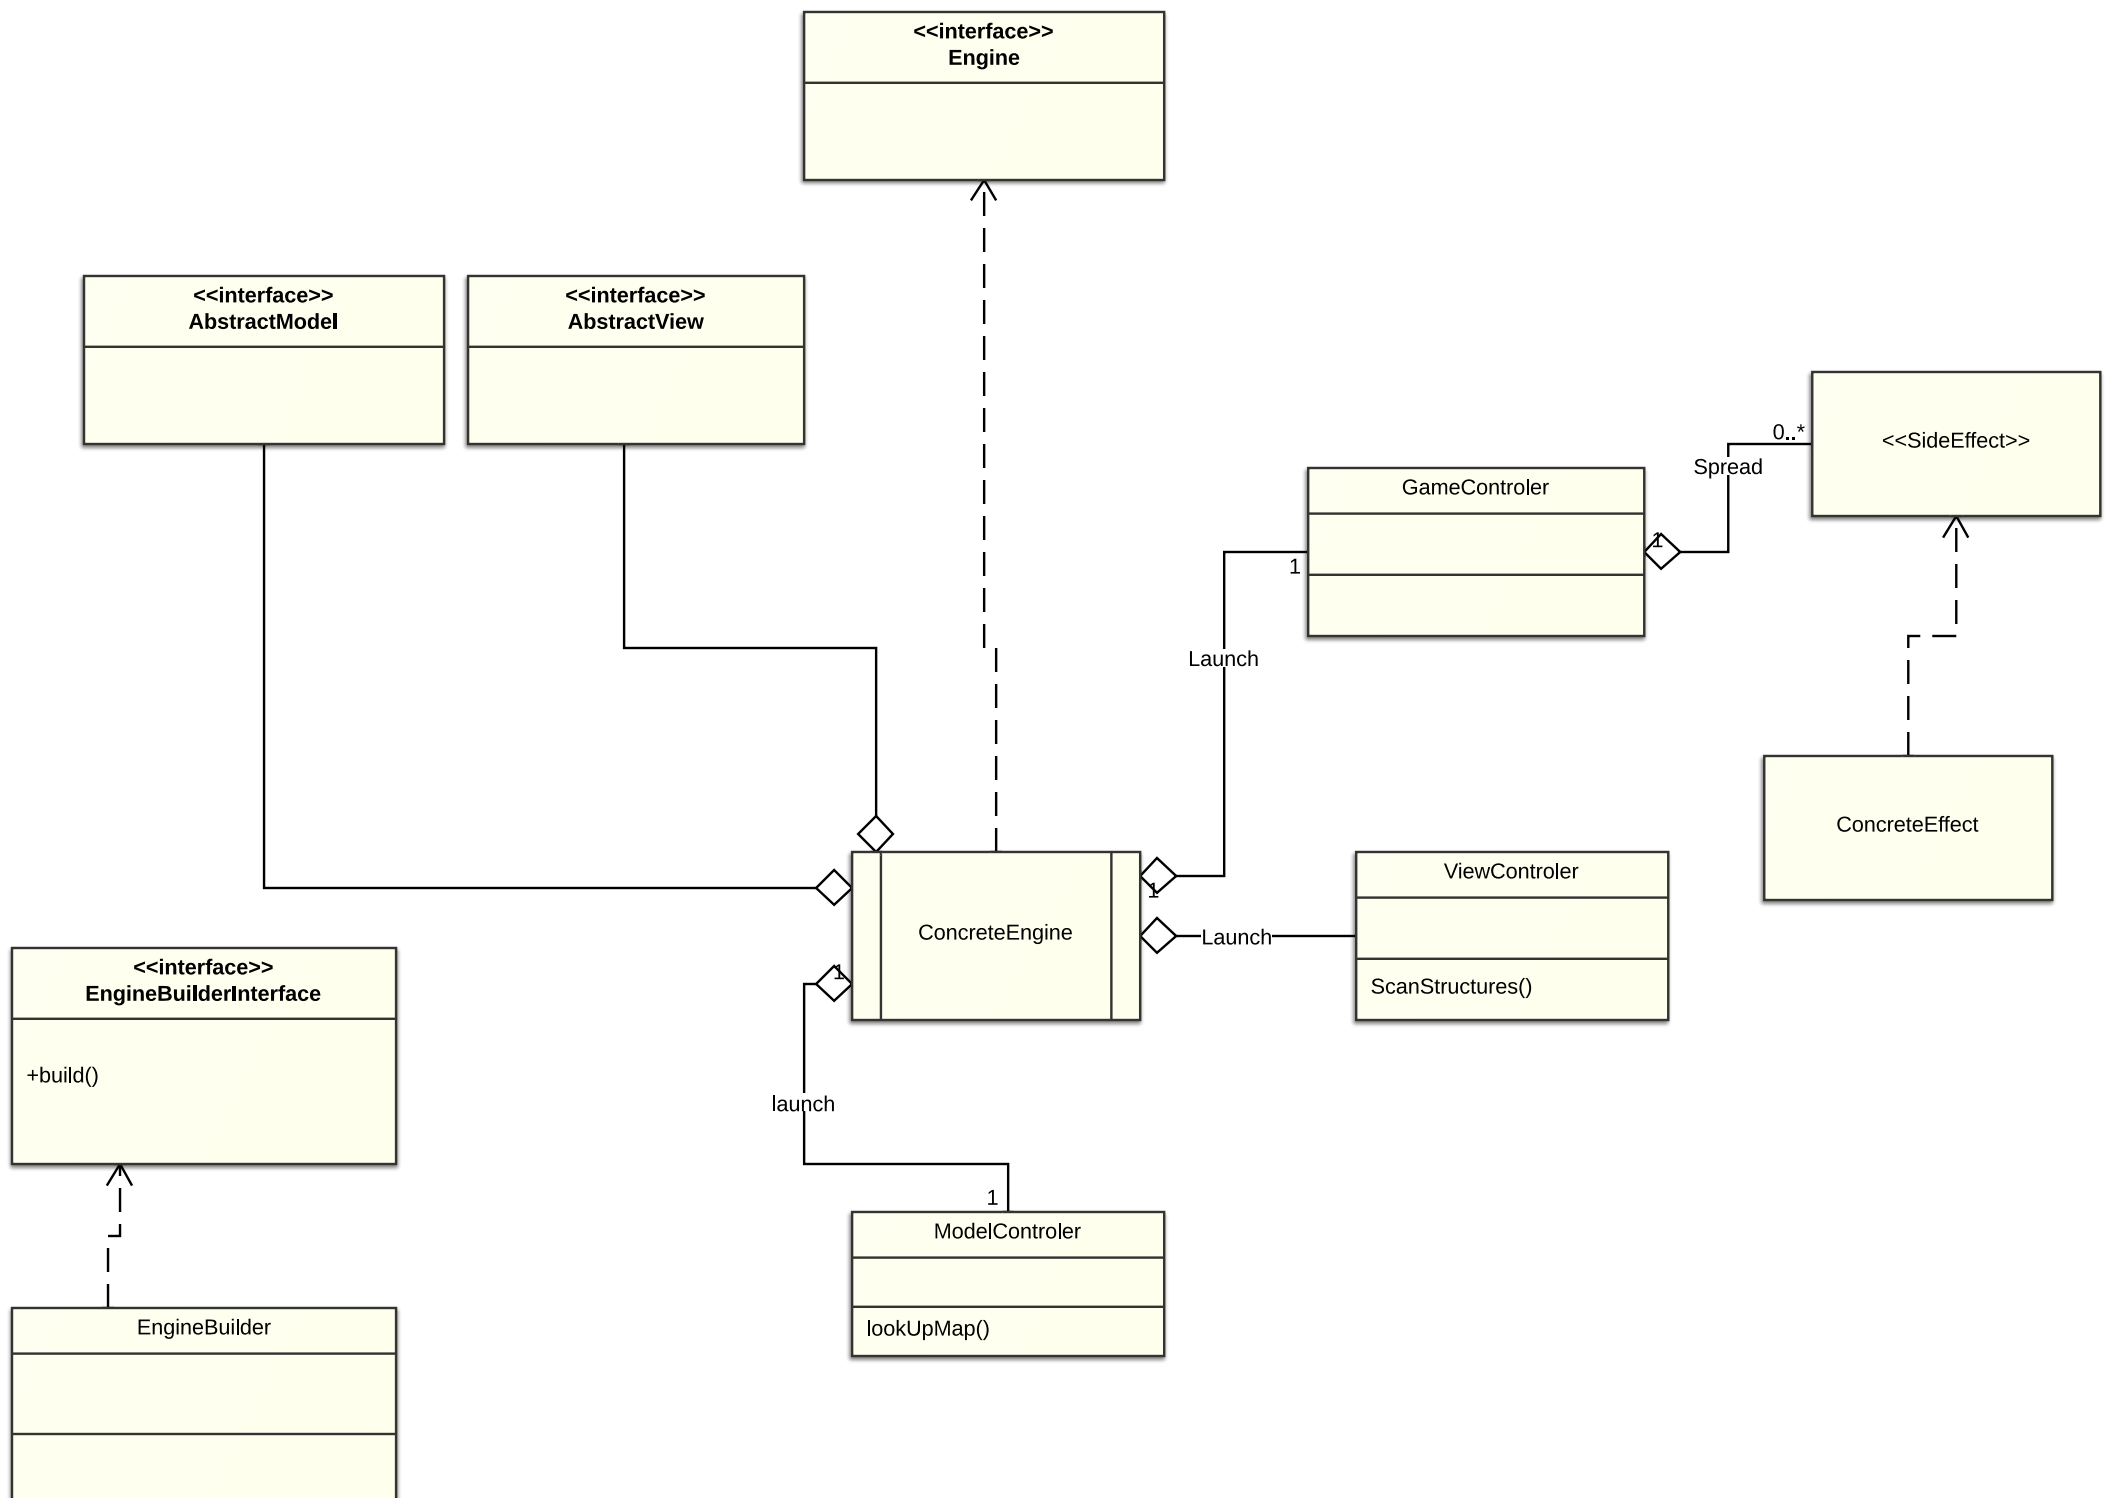 <<interface>>
Engine
<<interface>>
AbstractModel
<<interface>>
AbstractView
<<SideEffect>>
0..*
Spread
GameControler
1
1
Launch
ConcreteEffect
ViewControler
ScanStructures()
1
Launch
ConcreteEngine
1
<<interface>>
EngineBuilderInterface
+build()
launch
1
ModelControler
lookUpMap()
EngineBuilder